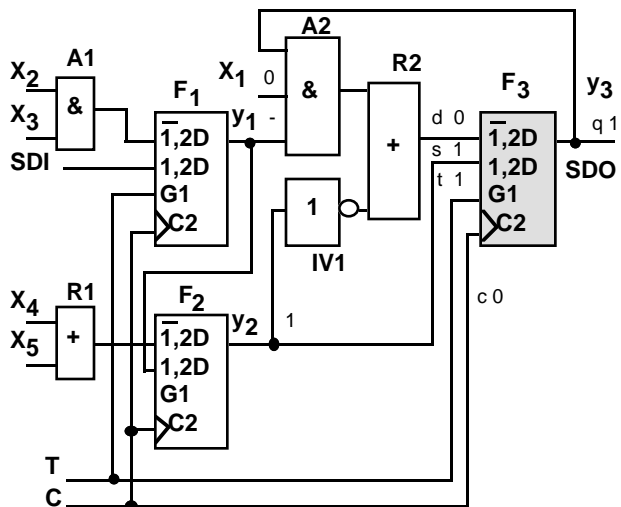 A1
X2
X3
&
SDI
F1
1,2D
1,2D
G1
C2
y1
X1
0
-
A2
&
R2
+
1
IV1
F3
d 0
s 1
t 1
1,2D
1,2D
G1
C2
y3
q 1
SDO
c 0
R1
X4
X5
+
F2
1,2D
1,2D
G1
C2
y2
1
T
C